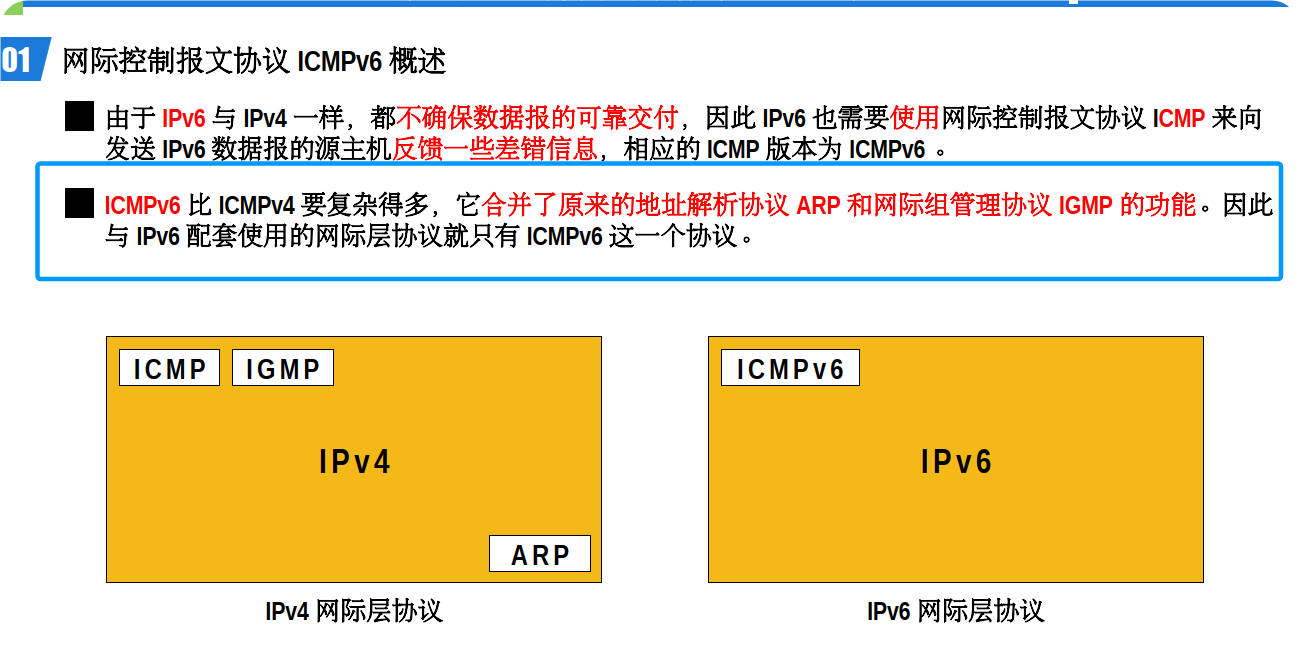 01 网际控制报文协议 ICMPv6 概述
由于 IPv6 与 IPv4 一样，都不确保数据报的可靠交付，因此 IPv6 也需要使用网际控制报文协议 ICMP 来向
发送 IPv6 数据报的源主机反馈一些差错信息，相应的 ICMP 版本为 ICMPv6 。
ICMPv6 比 ICMPv4 要复杂得多，它合并了原来的地址解析协议 ARP 和网际组管理协议 IGMP 的功能。因此
与 IPv6 配套使用的网际层协议就只有 ICMPv6 这一个协议。
ICMP IGMP
IPv4
ARP
IPv4 网际层协议
ICMPv6
IPv6
IPv6 网际层协议